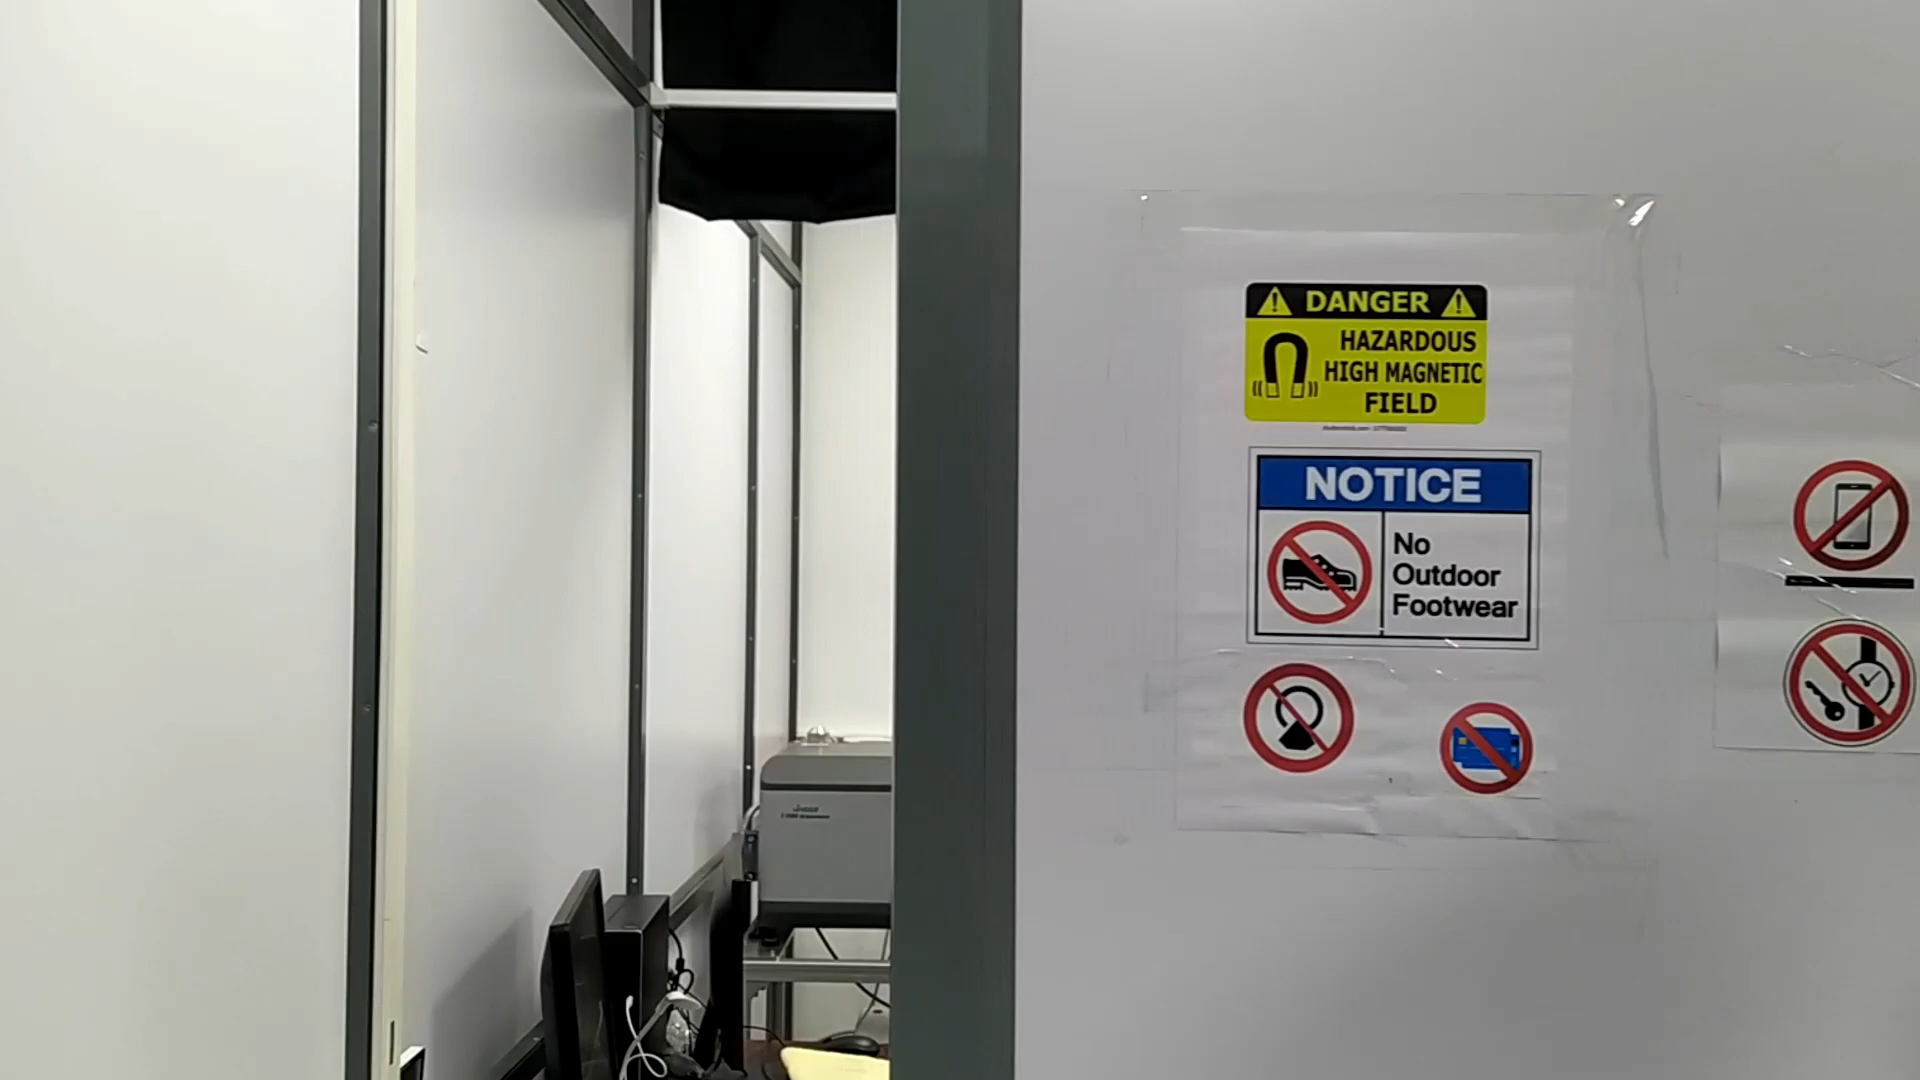 DANGER
HAZARDOUS
HIGH MAGNETIC
FIELD
NOTICE
No
Outdoor
Footwear